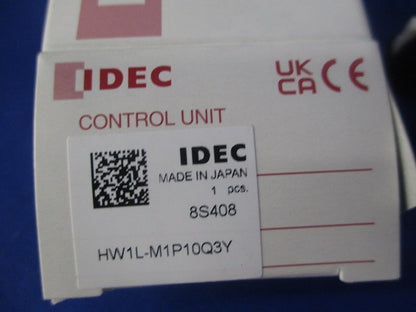 IDEC
UK
CA CE
CONTROL UNIT
IDEC
MADE IN JAPAN
1 pcs.
8S408
HW1L-M1P10Q3Y